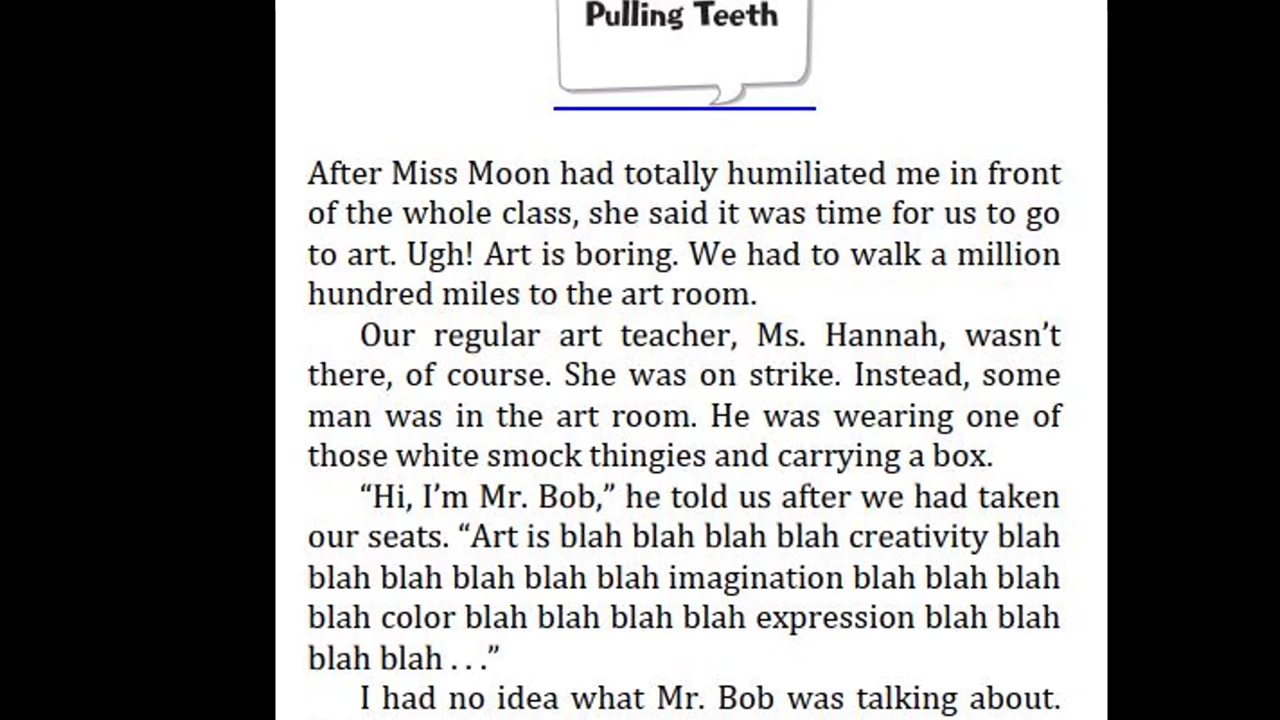 Pulling Teeth
After Miss Moon had totally humiliated me in front
of the whole class, she said it was time for us to go
to art. Ugh! Art is boring. We had to walk a million
hundred miles to the art room.
Our regular art teacher, Ms. Hannah, wasn’t
there, of course. She was on strike. Instead, some
man was in the art room. He was wearing one of
those white smock thingies and carrying a box.
“Hi, I’m Mr. Bob,” he told us after we had taken
our seats. “Art is blah blah blah blah creativity blah
blah blah blah blah blah imagination blah blah blah
blah color blah blah blah blah expression blah blah
blah blah . . .”
I had no idea what Mr. Bob was talking about.